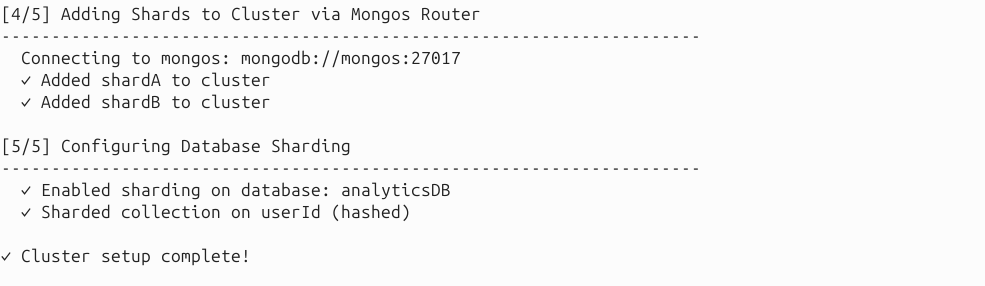 [4/5] Adding Shards to Cluster via Mongos Router
----------------------------------------------------------------------
  Connecting to mongos: mongodb://mongos:27017
  ✓ Added shardA to cluster
  ✓ Added shardB to cluster

[5/5] Configuring Database Sharding
----------------------------------------------------------------------
  ✓ Enabled sharding on database: analyticsDB
  ✓ Sharded collection on userId (hashed)

✓ Cluster setup complete!